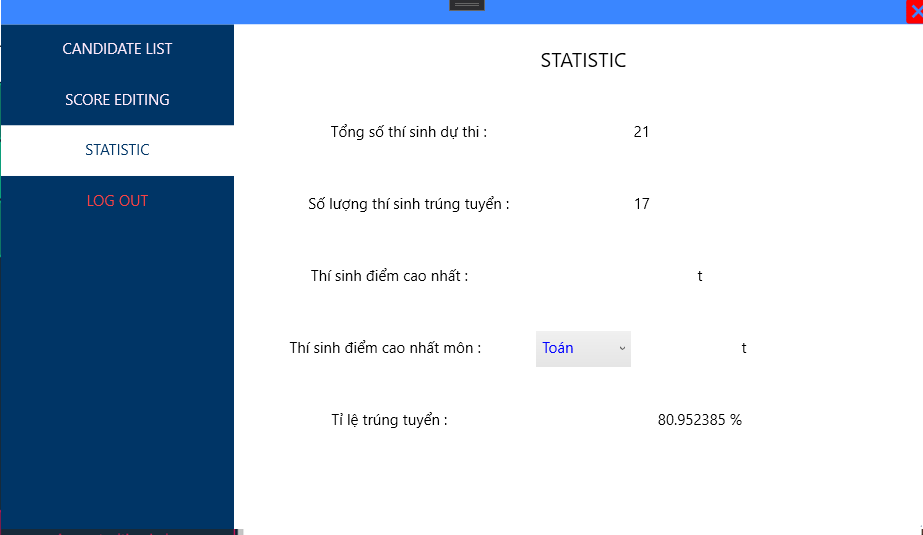 CANDIDATE LIST
SCORE EDITING
STATISTIC
LOG OUT
STATISTIC
Tổng số thí sinh dự thi : 21
Số lượng thí sinh trúng tuyển : 17
Thí sinh điểm cao nhất : t
Thí sinh điểm cao nhất môn : Toán t
Tỉ lệ trúng tuyển : 80.952385 %